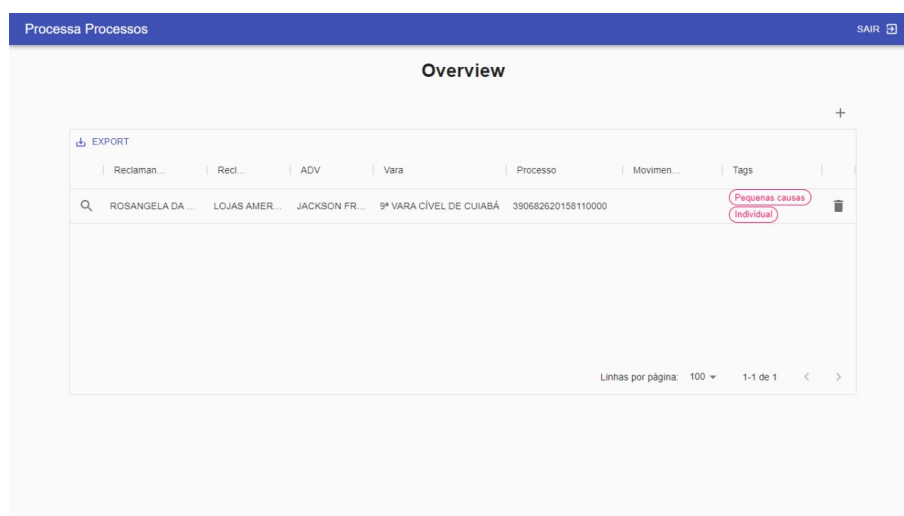 Processa Processos SAIR
Overview
+
EXPORT
Reclaman... Recl... ADV Vara Processo Movimen... Tags
ROSANGELA DA ... LOJAS AMER... JACKSON FR... 9ª VARA CÍVEL DE CUIABÁ 390682620158110000 Pequenas causas
Individual
Linhas por página: 100 1-1 de 1 < >